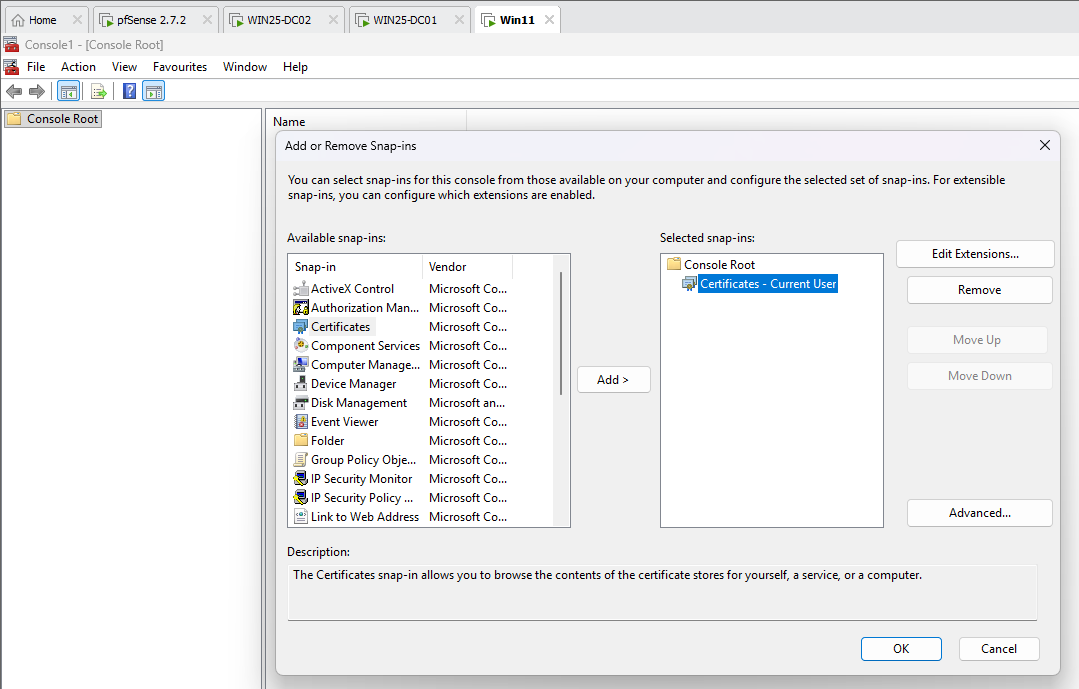 Home
pfSense 2.7.2
WIN25-DC02
WIN25-DC01
Win11
Console1 - [Console Root]
File Action View Favourites Window Help
Console Root
Name
Add or Remove Snap-ins
You can select snap-ins for this console from those available on your computer and configure the selected set of snap-ins. For extensible
snap-ins, you can configure which extensions are enabled.
Available snap-ins:
Snap-in Vendor
ActiveX Control Microsoft Co...
Authorization Man... Microsoft Co...
Certificates Microsoft Co...
Component Services Microsoft Co...
Computer Manage... Microsoft Co...
Device Manager Microsoft Co...
Disk Management Microsoft an...
Event Viewer Microsoft Co...
Folder Microsoft Co...
Group Policy Obje... Microsoft Co...
IP Security Monitor Microsoft Co...
IP Security Policy ... Microsoft Co...
Link to Web Address Microsoft Co...
Add >
Selected snap-ins:
Console Root
Certificates - Current User
Edit Extensions...
Remove
Move Up
Move Down
Advanced...
Description:
The Certificates snap-in allows you to browse the contents of the certificate stores for yourself, a service, or a computer.
OK
Cancel